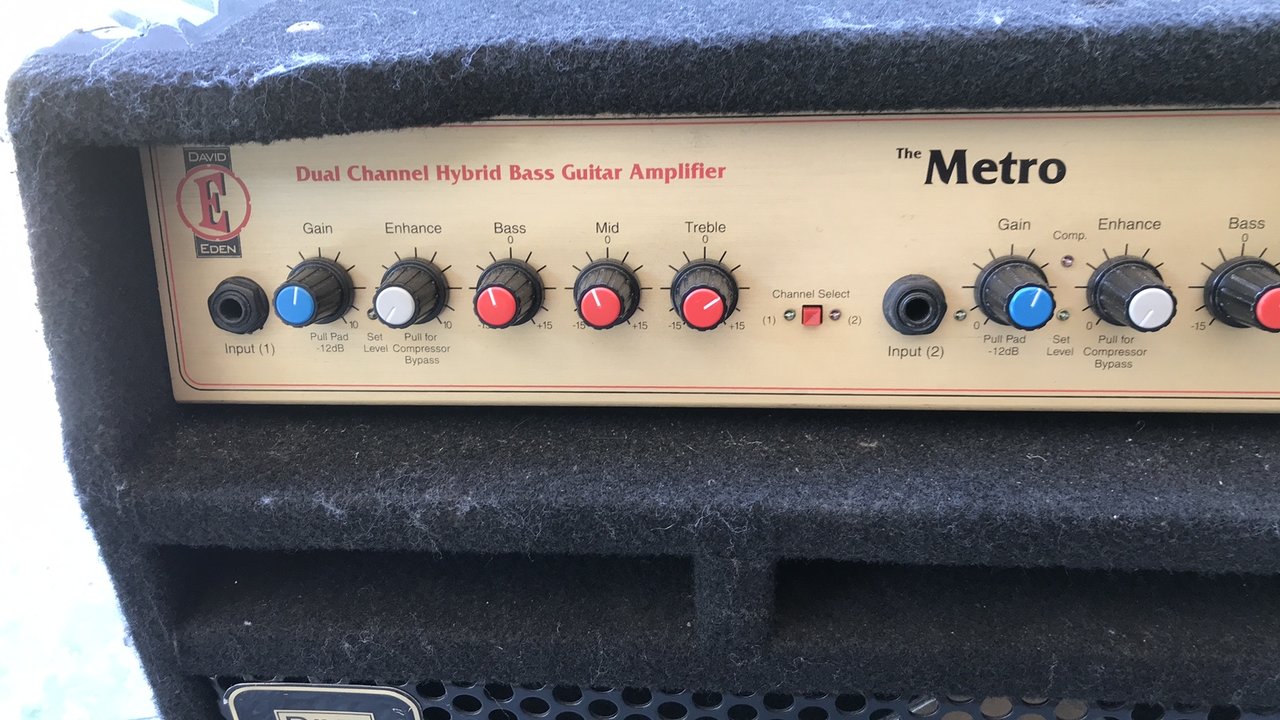 DAVID
E
EDEN
Dual Channel Hybrid Bass Guitar Amplifier
The Metro
Gain
Enhance
Bass
Mid
Treble
0
0
0
10
10
-15
+15
-15
+15
-15
+15
Input (1)
Pull Pad
-12dB
Set
Level
Pull for
Compressor
Bypass
Channel Select
(1)
(2)
Gain
Comp.
Enhance
Bass
0
0
0
-15
Input (2)
Pull Pad
-12dB
Set
Level
Pull for
Compressor
Bypass